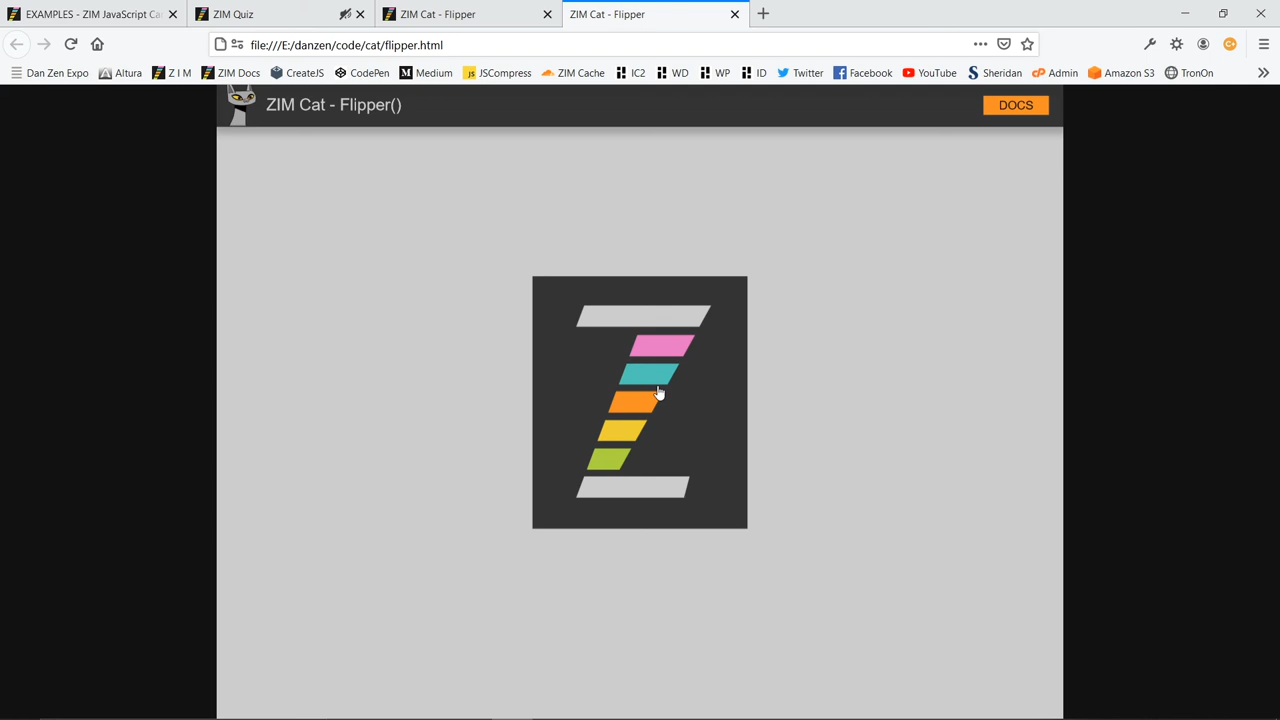 EXAMPLES - ZIM JavaScript Ca
ZIM Quiz
ZIM Cat - Flipper
ZIM Cat - Flipper
file:///E:/danzen/code/cat/flipper.html
Dan Zen Expo
Altura
Z I M
ZIM Docs
CreateJS
CodePen
Medium
JSCompress
ZIM Cache
IC2
WD
WP
ID
Twitter
Facebook
YouTube
Sheridan
Admin
Amazon S3
TronOn
ZIM Cat - Flipper()
DOCS